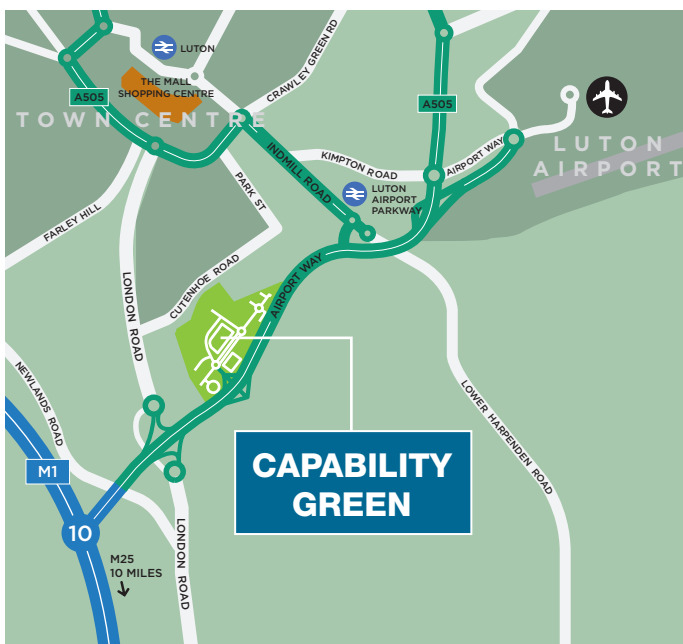 LUTON
CRAWLEY GREEN RD
THE MALL
SHOPPING CENTRE
A505
A505
TOWN CENTRE
LUTON
AIRPORT
INDMILL ROAD
KIMPTON ROAD
AIRPORT WAY
PARK ST
LUTON
AIRPORT
PARKWAY
FARLEY HILL
CUTENHOE ROAD
AIRPORT WAY
LONDON ROAD
NEWLANDS ROAD
LOWER HARPENDEN ROAD
CAPABILITY
GREEN
M1
10
LONDON ROAD
M25
10 MILES